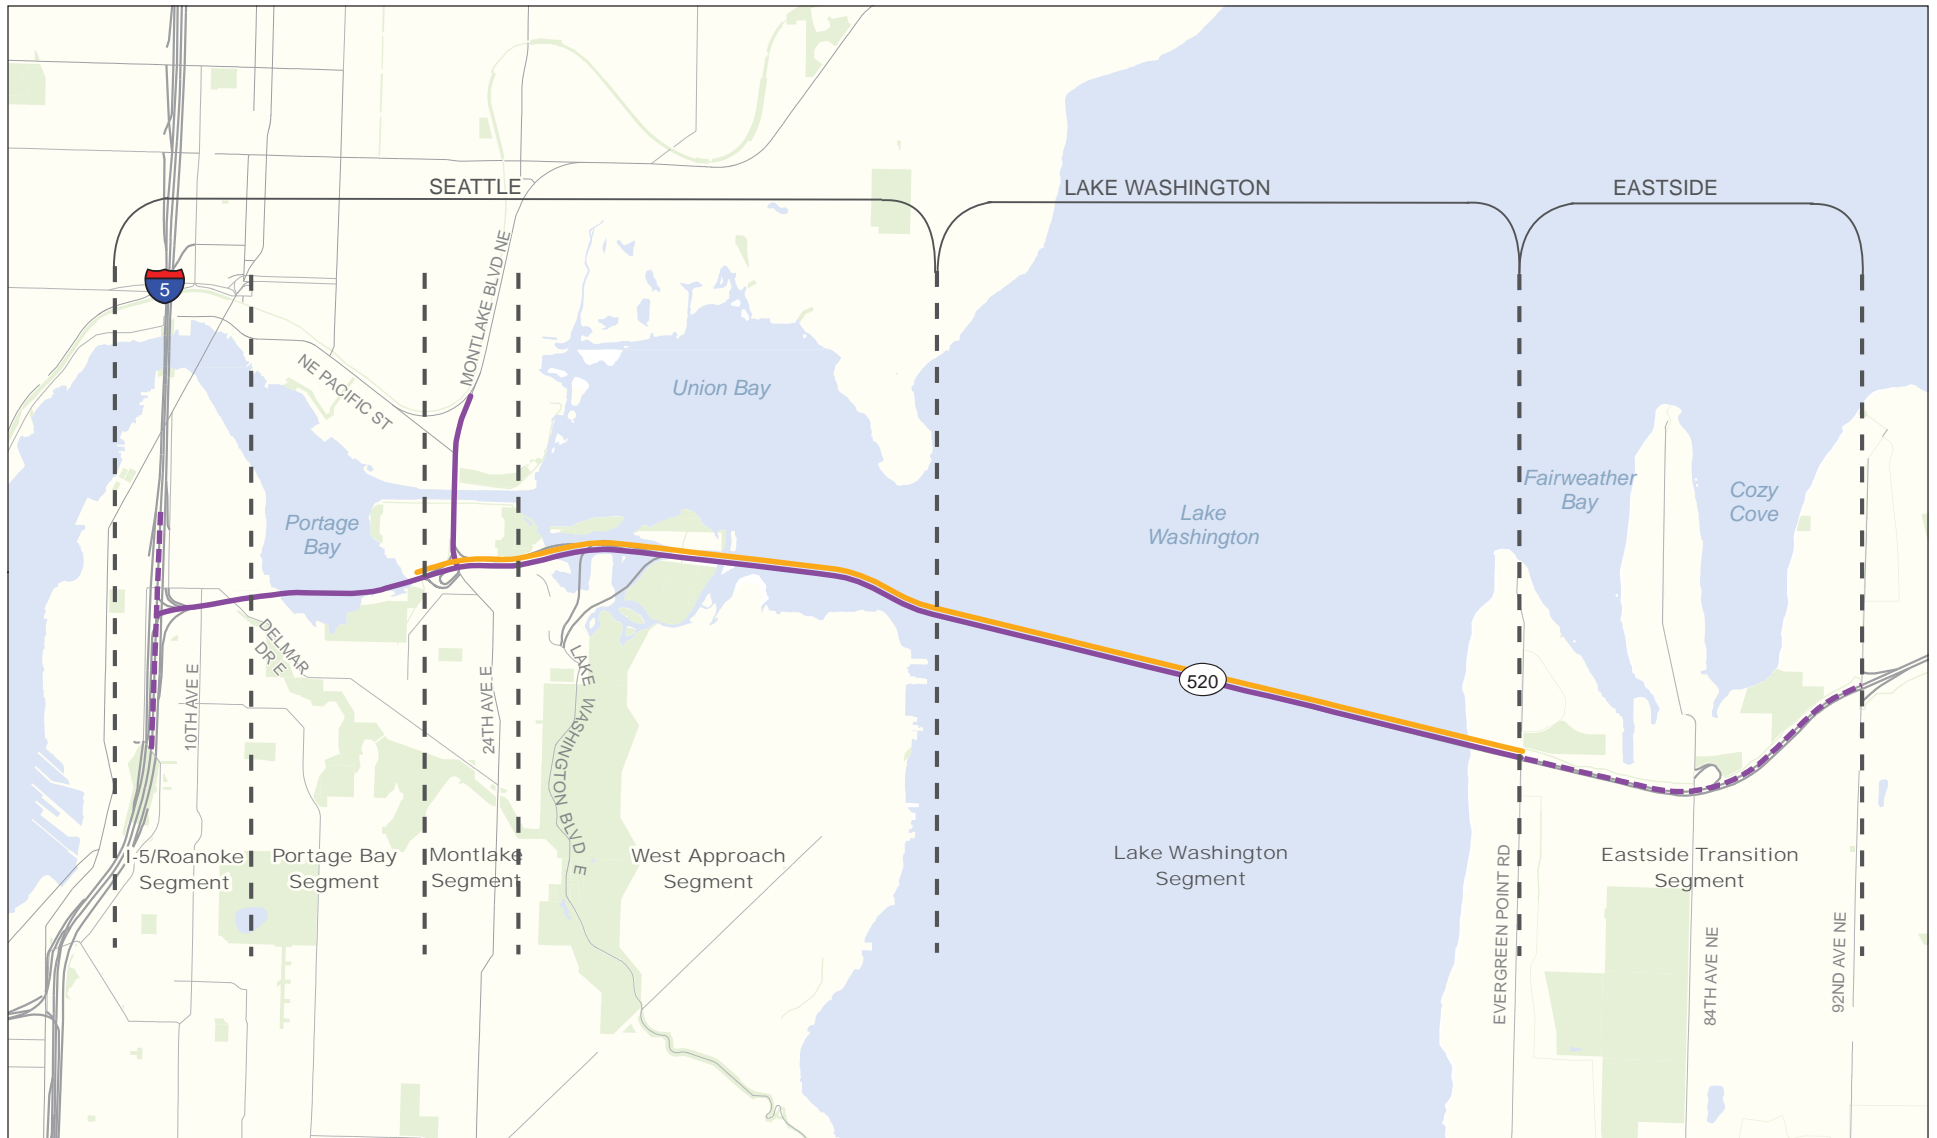 SEATTLE
LAKE WASHINGTON
EASTSIDE
5
MONTLAKE BLVD NE
NE PACIFIC ST
Union Bay
Portage
Bay
Lake
Washington
Fairweather
Bay
Cozy
Cove
520
DELMAR
DR E
10TH AVE E
24TH AVE E
LAKE WASHINGTON BLVD E
I-5/Roanoke
Segment
Portage Bay
Segment
Montlake
Segment
West Approach
Segment
Lake Washington
Segment
Eastside Transition
Segment
EVERGREEN POINT RD
84TH AVE NE
92ND AVE NE